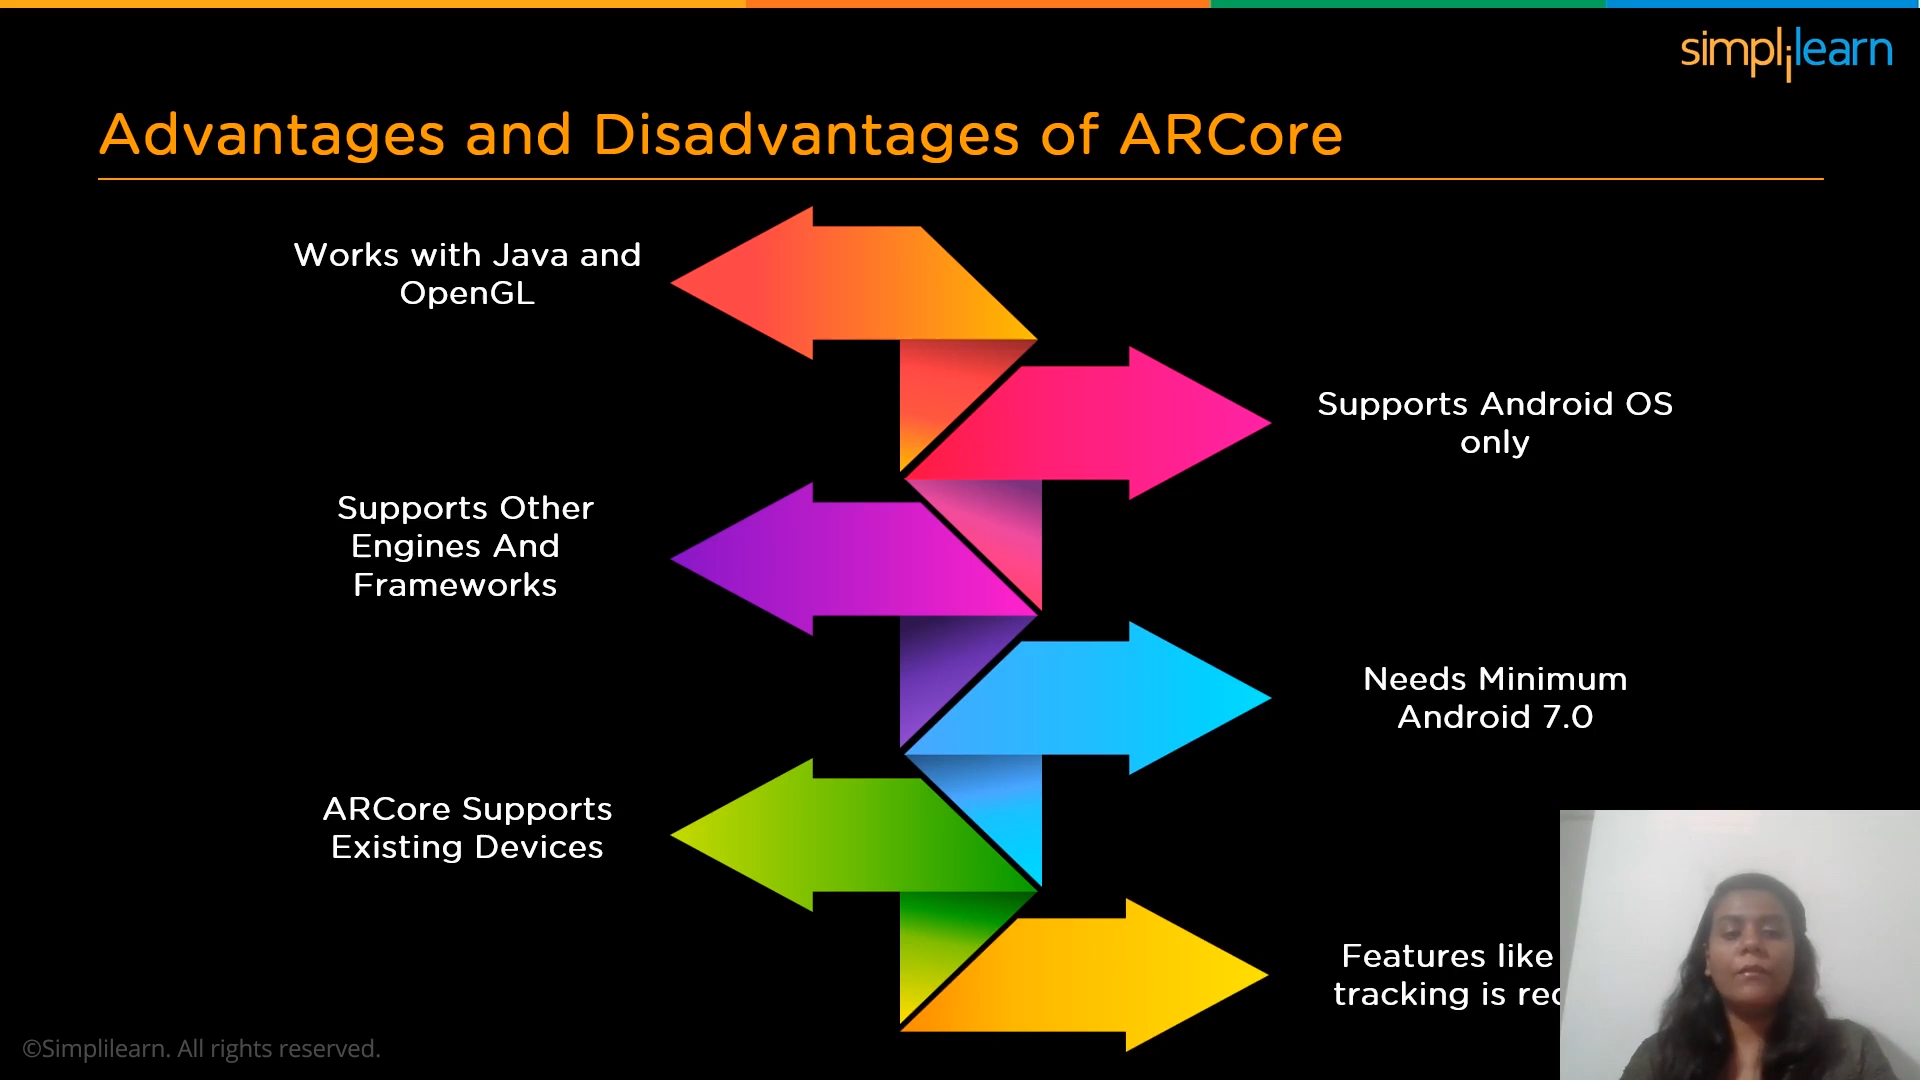 simplilearn
Advantages and Disadvantages of ARCore
Works with Java and
OpenGL
Supports Android OS
only
Supports Other
Engines And
Frameworks
Needs Minimum
Android 7.0
ARCore Supports
Existing Devices
Features like
tracking is
©Simplilearn. All rights reserved.